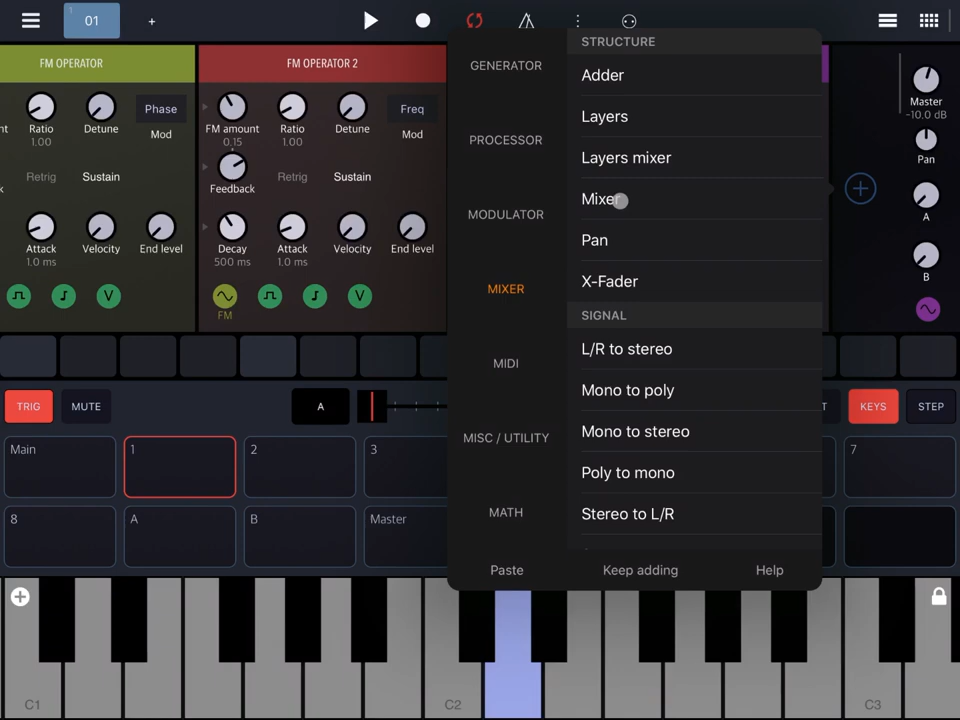 1
01
+
FM OPERATOR
FM OPERATOR 2
nt
Ratio
1.00
Detune
Phase
Mod
FM amount
0.15
Ratio
1.00
Detune
Freq
Mod
Feedback
k
Retrig
Sustain
Retrig
Sustain
Attack
1.0 ms
Velocity
End level
Decay
500 ms
Attack
1.0 ms
Velocity
End level
V
FM
V
GENERATOR
PROCESSOR
MODULATOR
MIXER
MIDI
MISC / UTILITY
MATH
STRUCTURE
Adder
Layers
Layers mixer
Mixer
Pan
X-Fader
SIGNAL
L/R to stereo
Mono to poly
Mono to stereo
Poly to mono
Stereo to L/R
Paste
Keep adding
Help
Master
-10.0 dB
Pan
A
B
TRIG
MUTE
A
T
KEYS
STEP
Main
1
2
3
7
8
A
B
Master
C1
C2
C3